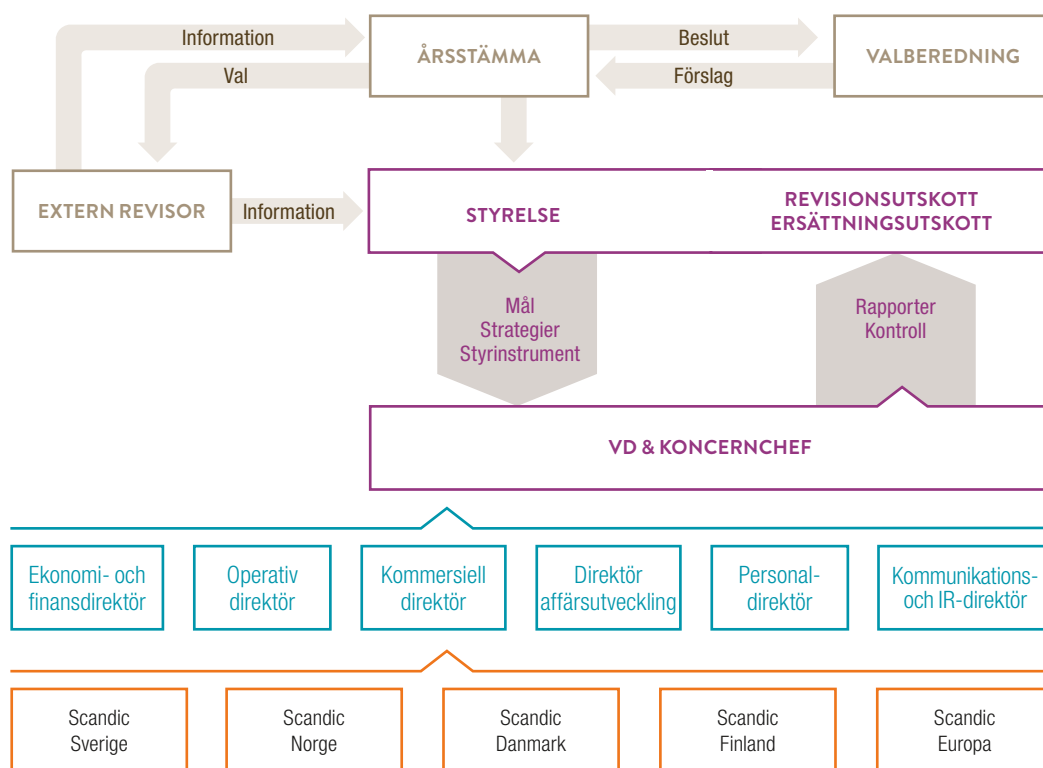 Information
Beslut
ÅRSSTÄMMA
VALBEREDNING
Val
Förslag
EXTERN REVISOR
Information
STYRELSE
REVISIONSUTSKOTT
ERSÄTTNINGSUTSKOTT
Mål
Strategier
Styrinstrument
Rapporter
Kontroll
VD & KONCERNCHEF
Ekonomi- och
finansdirektör
Operativ
direktör
Kommersiell
direktör
Direktör
affärsutveckling
Personal-
direktör
Kommunikations-
och IR-direktör
Scandic
Sverige
Scandic
Norge
Scandic
Danmark
Scandic
Finland
Scandic
Europa